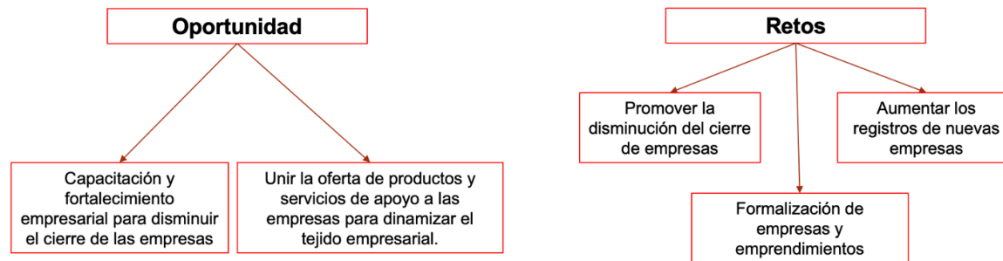 Oportunidad
Capacitación y
fortalecimiento
empresarial para disminuir
el cierre de las empresas
Unir la oferta de productos y
servicios de apoyo a las
empresas para dinamizar el
tejido empresarial.
Retos
Promover la
disminución del cierre
de empresas
Aumentar los
registros de nuevas
empresas
Formalización de
empresas y
emprendimientos